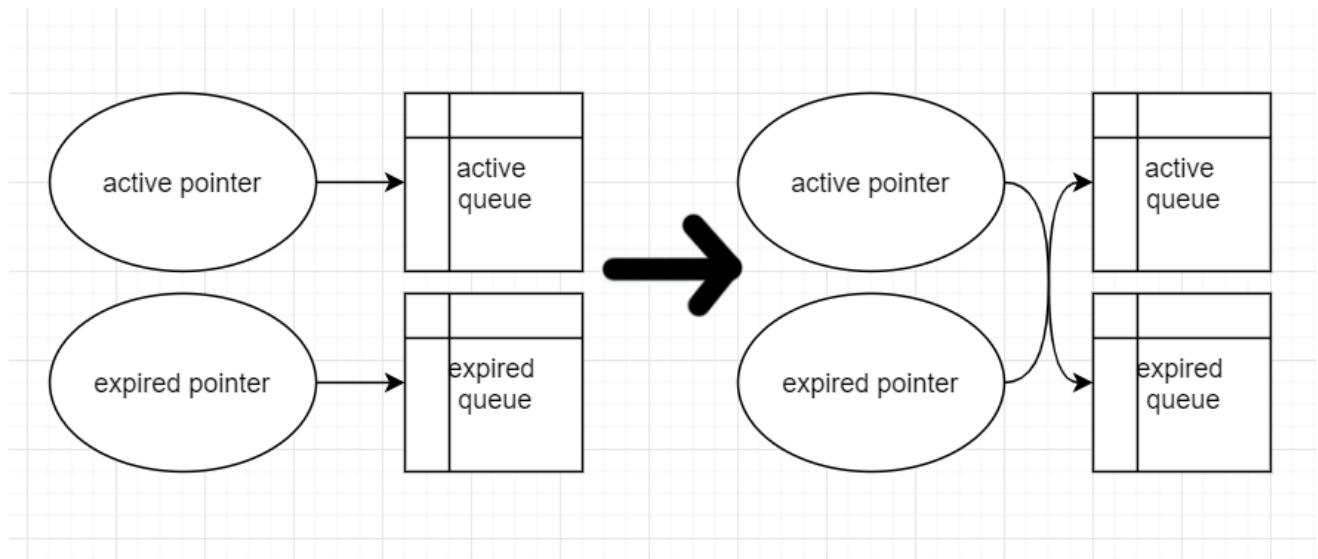 active pointer
active
queue
expired pointer
expired
queue
active pointer
active
queue
expired pointer
expired
queue